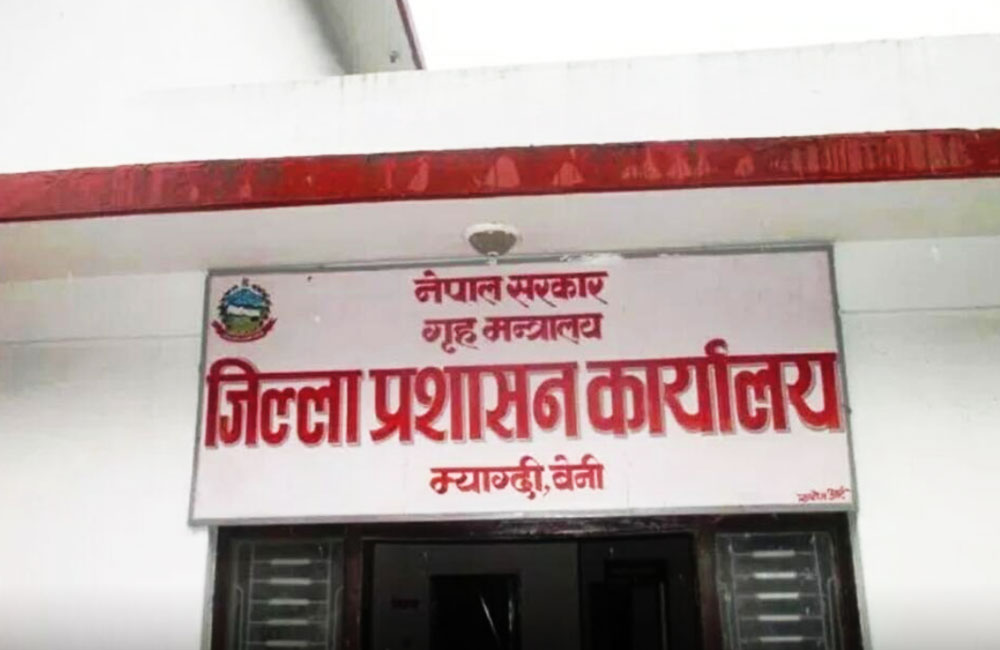 नेपाल सरकार
गृह मन्त्रालय
जिल्ला प्रशासन कार्यालय
म्याग्दी, वेनी